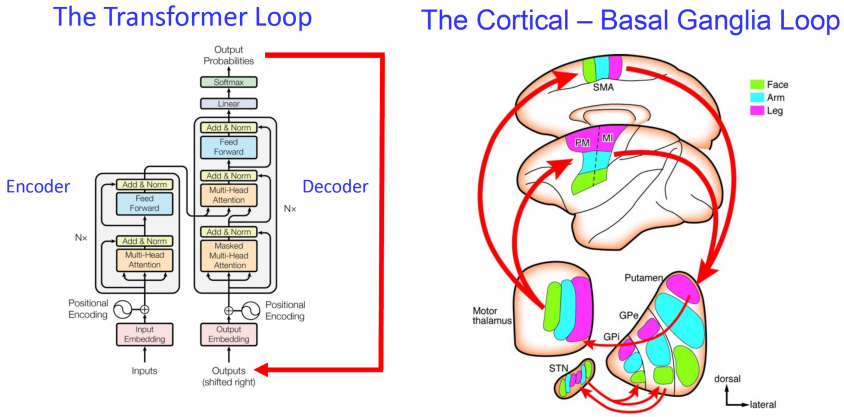 The Transformer Loop
Output
Probabilities
Softmax
Linear
Add & Norm
Feed
Forward
Add & Norm
Multi-Head
Attention
Add & Norm
Masked
Multi-Head
Attention
Nx
Decoder
Positional
Encoding
Output
Embedding
Outputs
(shifted right)
Encoder
Add & Norm
Feed
Forward
Nx
Add & Norm
Multi-Head
Attention
Positional
Encoding
Input
Embedding
Inputs
The Cortical – Basal Ganglia Loop
SMA
Face
Arm
Leg
PM MI
Motor
thalamus
Putamen
GPe
GPi
STN
dorsal
lateral